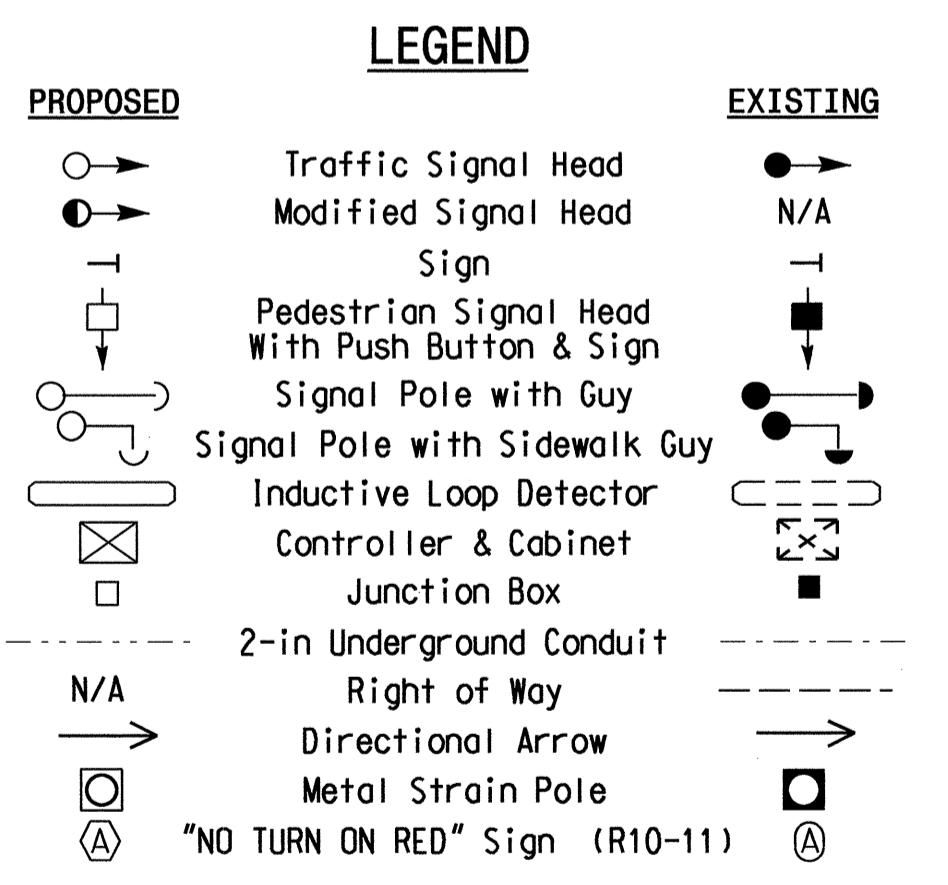 LEGEND
PROPOSED EXISTING
Traffic Signal Head
Modified Signal Head N/A
Sign
Pedestrian Signal Head
With Push Button & Sign
Signal Pole with Guy
Signal Pole with Sidewalk Guy
Inductive Loop Detector
Controller & Cabinet
Junction Box
2-in Underground Conduit
N/A Right of Way
Directional Arrow
Metal Strain Pole
A "NO TURN ON RED" Sign (R10-11) A